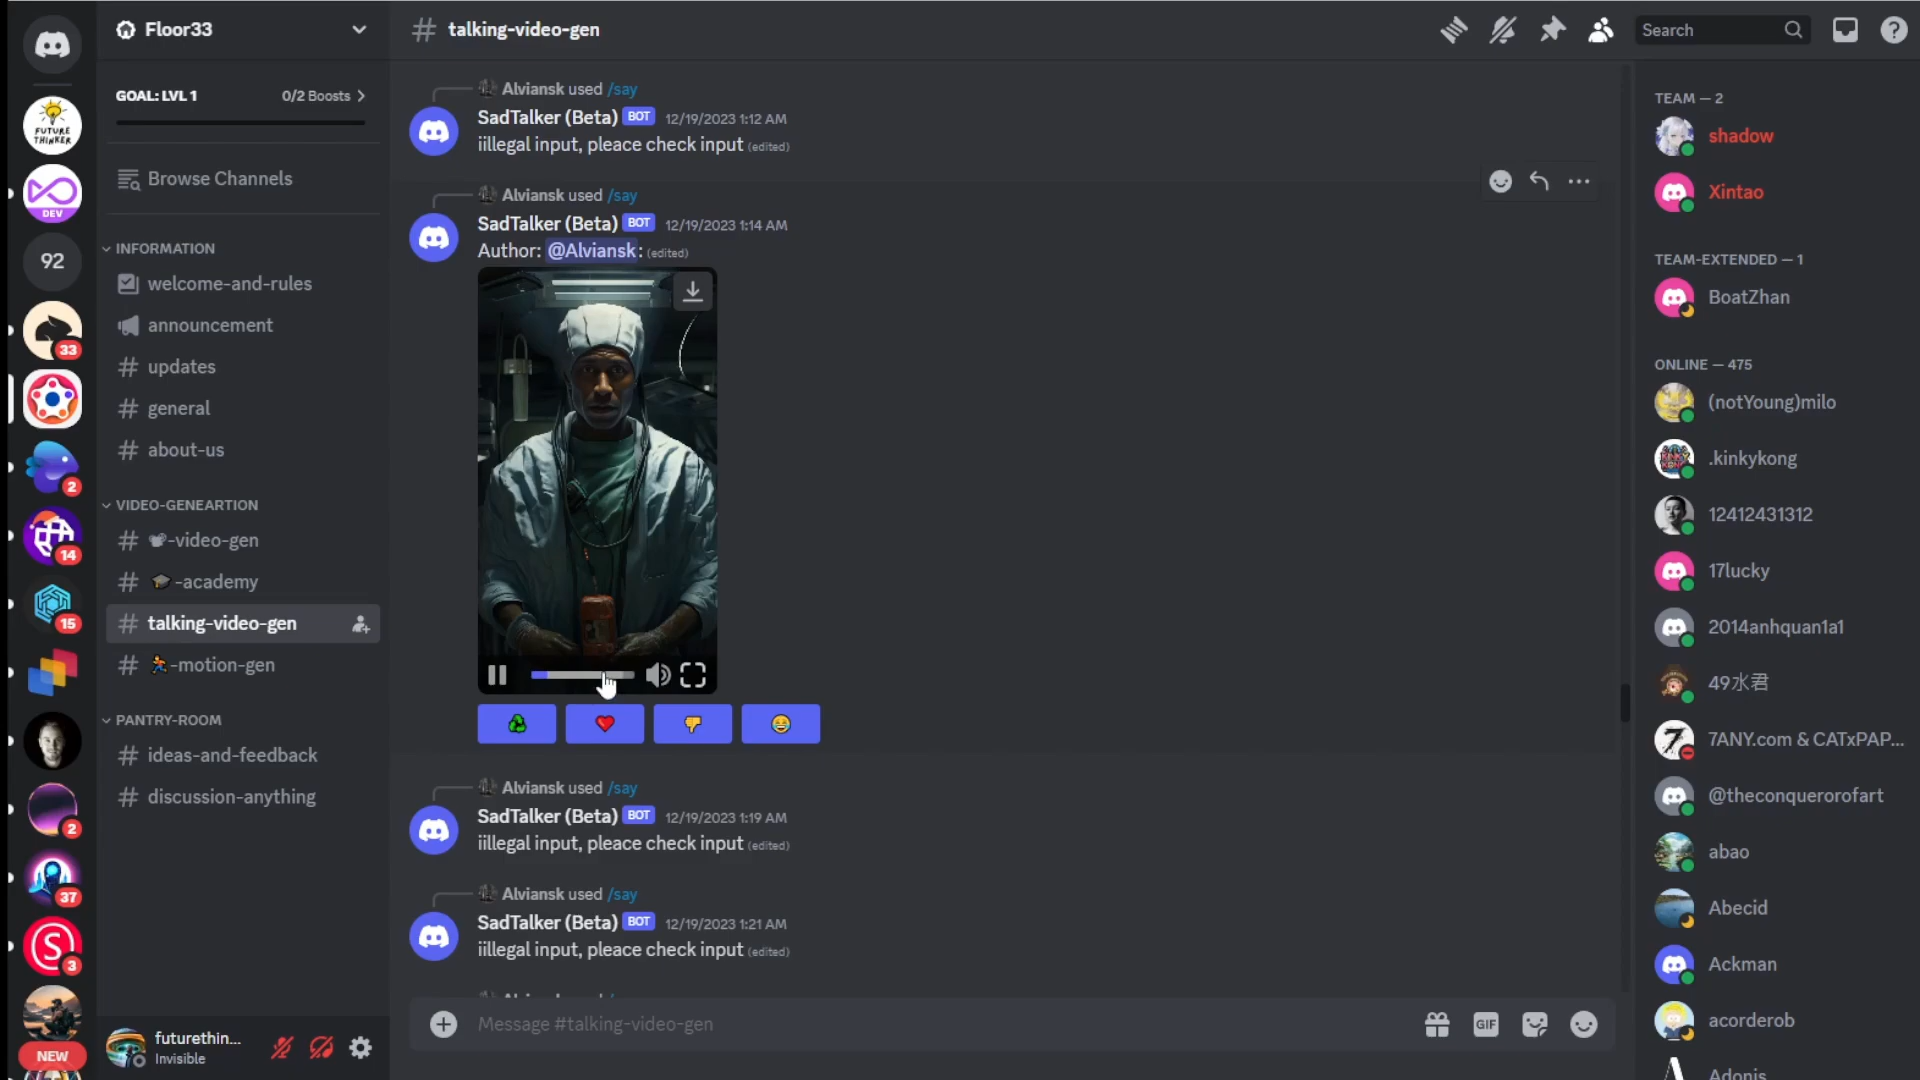 Floor33
GOAL: LVL 1
0/2 Boosts
Browse Channels
INFORMATION
welcome-and-rules
announcement
updates
general
about-us
VIDEO-GENEARTION
-video-gen
-academy
talking-video-gen
-motion-gen
PANTRY-ROOM
ideas-and-feedback
discussion-anything
futurethin...
Invisible
FUTURE
THINKER
DEV
92
33
2
14
15
2
37
S
3
NEW
talking-video-gen
Search
Alviansk used /say
SadTalker (Beta) BOT 12/19/2023 1:12 AM
iillegal input, pleace check input (edited)
Alviansk used /say
SadTalker (Beta) BOT 12/19/2023 1:14 AM
Author: @Alviansk: (edited)
Alviansk used /say
SadTalker (Beta) BOT 12/19/2023 1:19 AM
iillegal input, pleace check input (edited)
Alviansk used /say
SadTalker (Beta) BOT 12/19/2023 1:21 AM
iillegal input, pleace check input (edited)
Message #talking-video-gen
GIF
TEAM — 2
shadow
Xintao
TEAM-EXTENDED — 1
BoatZhan
ONLINE — 475
(notYoung)milo
.kinkykong
12412431312
17lucky
2014anhquan1a1
49水君
7ANY.com & CATxPAP...
@theconquerorofart
abao
Abecid
Ackman
acorderob
Adonis